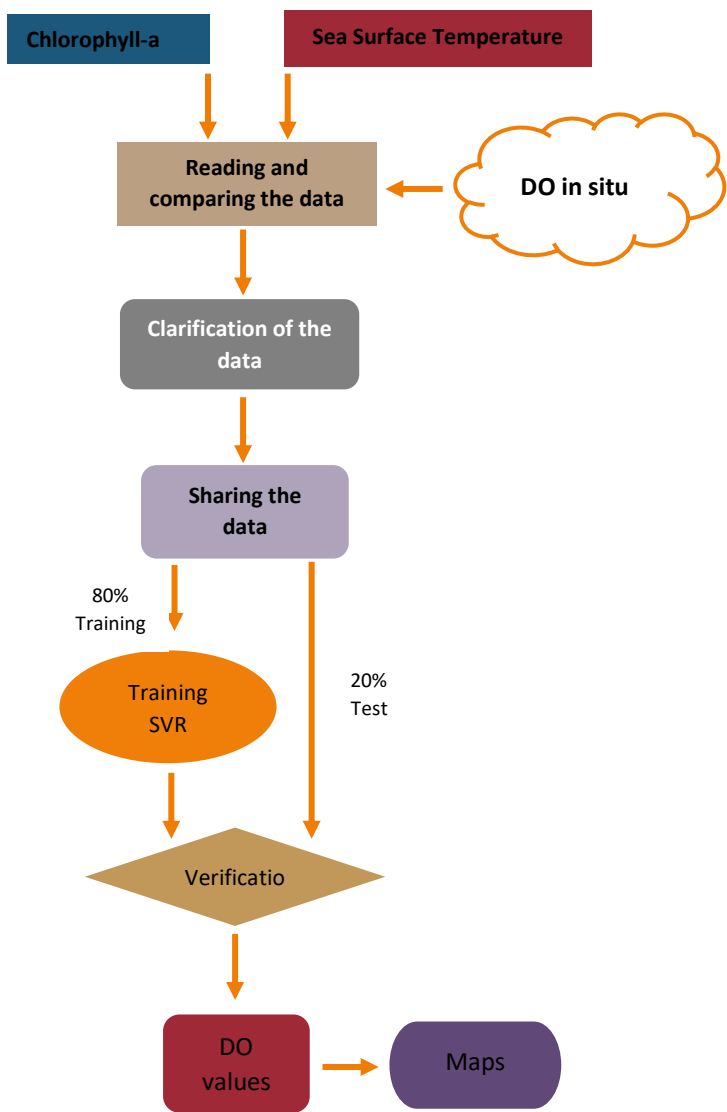 Chlorophyll-a
Sea Surface Temperature
Reading and
comparing the data
DO in situ
Clarification of the
data
Sharing the
data
80%
Training
Training
SVR
20%
Test
Verificatio
DO
values
Maps